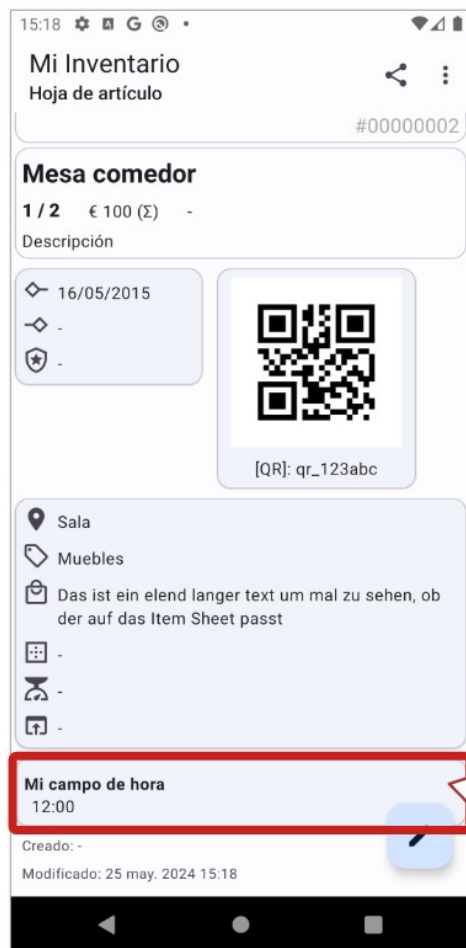 15:18
Mi Inventario
Hoja de artículo
#00000002
Mesa comedor
1 / 2 € 100 (Σ) -
Descripción
16/05/2015
-
-
[QR]: qr_123abc
Sala
Muebles
Das ist ein elend langer text um mal zu sehen, ob
der auf das Item Sheet passt
-
-
-
Mi campo de hora
12:00
Creado: -
Modificado: 25 may. 2024 15:18